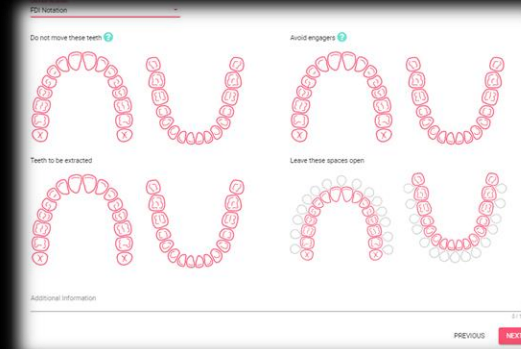 FDI Notation
Do not move these teeth ?
Avoid engagers ?
Teeth to be extracted
Leave these spaces open
Additional Information
PREVIOUS
NEXT